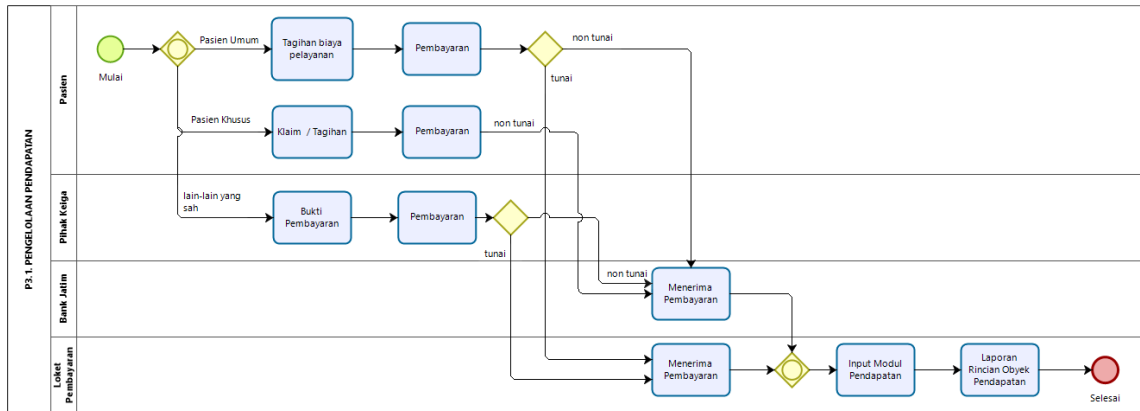 P3.1. PENGELOLAAN PENDAPATAN
Pasien
Mulai
Pasien Umum
Tagihan biaya
pelayanan
Pembayaran
non tunai
tunai
Pasien Khusus
Klaim / Tagihan
Pembayaran
non tunai
Pihak Keiga
lain-lain yang
sah
Bukti
Pembayaran
Pembayaran
tunai
non tunai
Bank Jatim
Menerima
Pembayaran
Loket
Pembayaran
Menerima
Pembayaran
Input Modul
Pendapatan
Laporan
Rincian Obyek
Pendapatan
Selesai